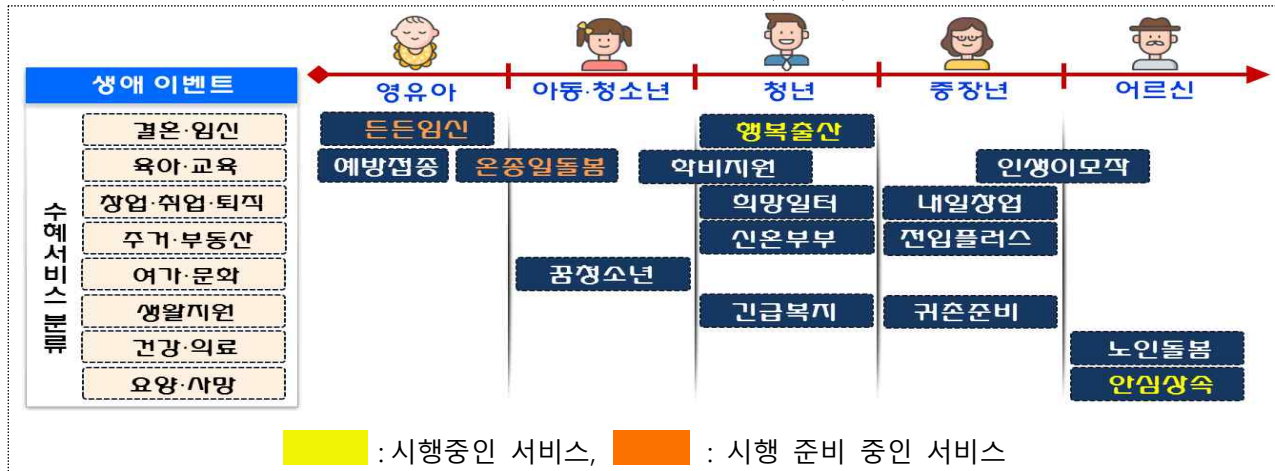 생애 이벤트
영유아 아동·청소년 청년 중장년 어르신
수혜서비스 분류
결혼·임신 든든임신 행복출산
육아·교육 예방접종 온종일돌봄 학비지원 인생이모작
창업·취업·퇴직 희망일터 내일창업
주거·부동산 신혼부부 전입플러스
여가·문화 꿈청소년
생활지원 긴급복지 귀촌준비
건강·의료 노인돌봄
요양·사망 안심상속
: 시행중인 서비스, : 시행 준비 중인 서비스